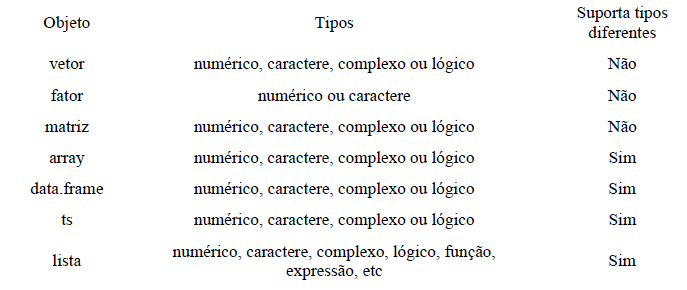 Objeto Tipos Suporta tipos
diferentes
vetor numérico, caractere, complexo ou lógico Não
fator numérico ou caractere Não
matriz numérico, caractere, complexo ou lógico Não
array numérico, caractere, complexo ou lógico Sim
data.frame numérico, caractere, complexo ou lógico Sim
ts numérico, caractere, complexo ou lógico Sim
lista numérico, caractere, complexo, lógico, função,
expressão, etc Sim